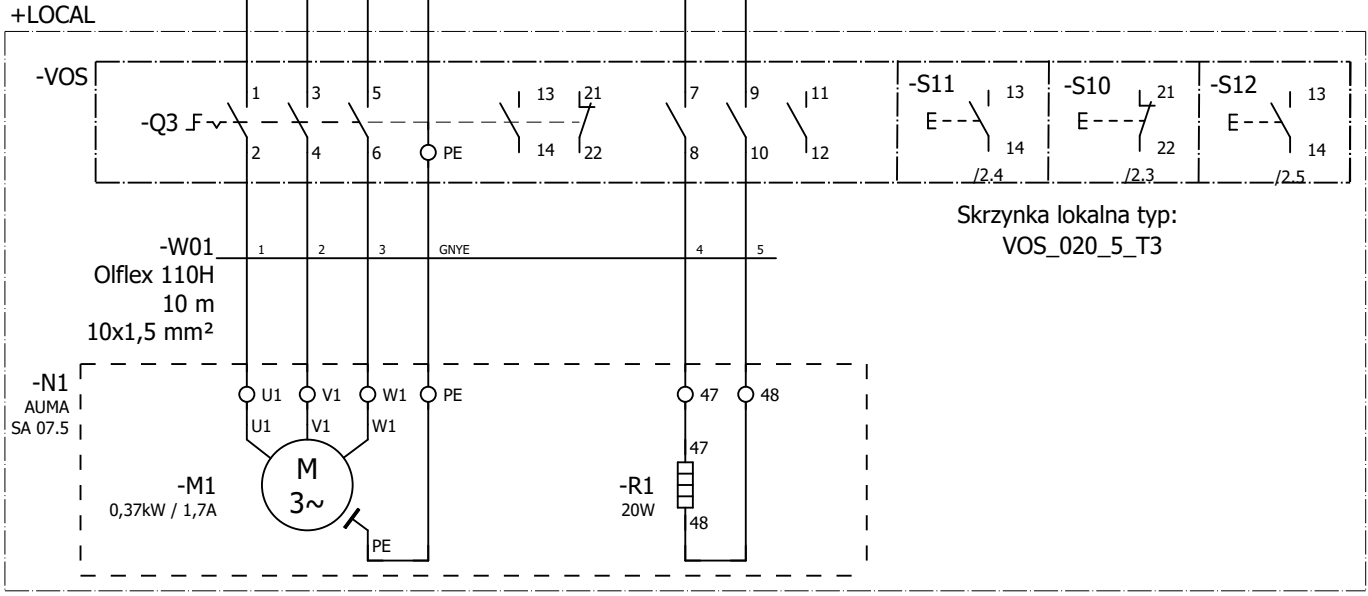 +LOCAL
-VOS
-Q3
1 3 5 13 21 7 9 11
2 4 6 PE 14 22 8 10 12
-S11 13
E
14
/2.4
-S10 21
E
22
/2.3
-S12 13
E
14
/2.5
Skrzynka lokalna typ:
VOS_020_5_T3
-W01 1 2 3 GNYE 4 5
Olflex 110H
10 m
10x1,5 mm²
-N1
AUMA
SA 07.5
U1 V1 W1 PE 47 48
U1 V1 W1
-M1
0,37kW / 1,7A
M
3~
PE
47
-R1
20W
48